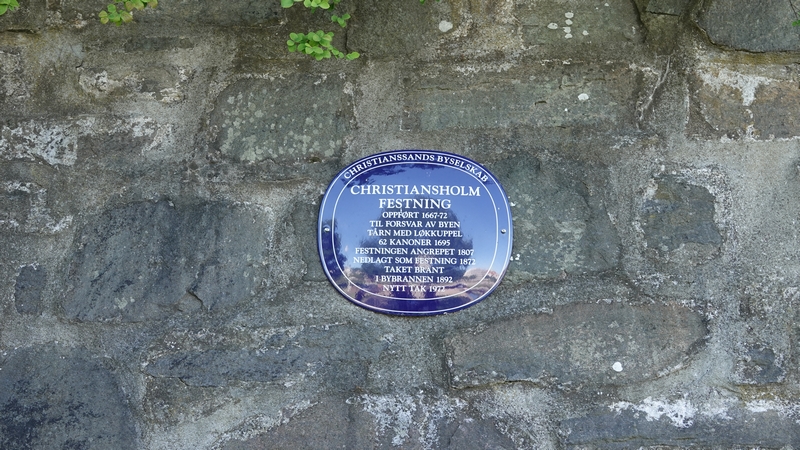 CHRISTIANSSANDS BYSELSKAB
CHRISTIANSHOLM
FESTNING
OPPFØRT 1667-72
TIL FORSVAR AV BYEN
TÅRN MED LØKKUPPEL
62 KANONER 1695
FESTNINGEN ANGREPET 1807
NEDLAGT SOM FESTNING 1872
TAKET BRANT
I BYBRANNEN 1892
NYTT TAK 1972